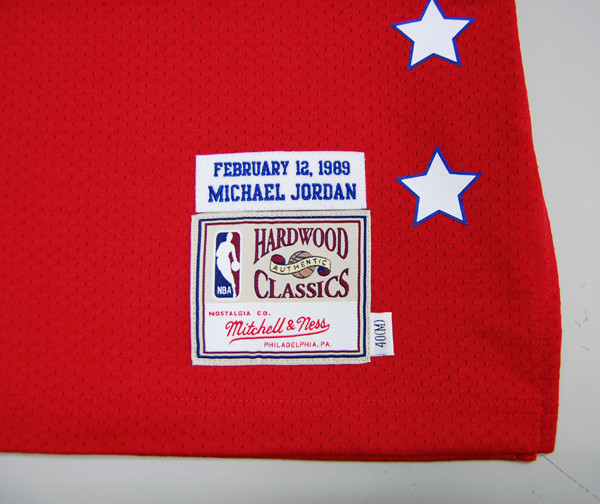 FEBRUARY 12, 1989
MICHAEL JORDAN
HARDWOOD
AUTHENTIC
CLASSICS
NBA
NOSTALGIA CO.
Mitchell & Ness
PHILADELPHIA, PA.
40(M)